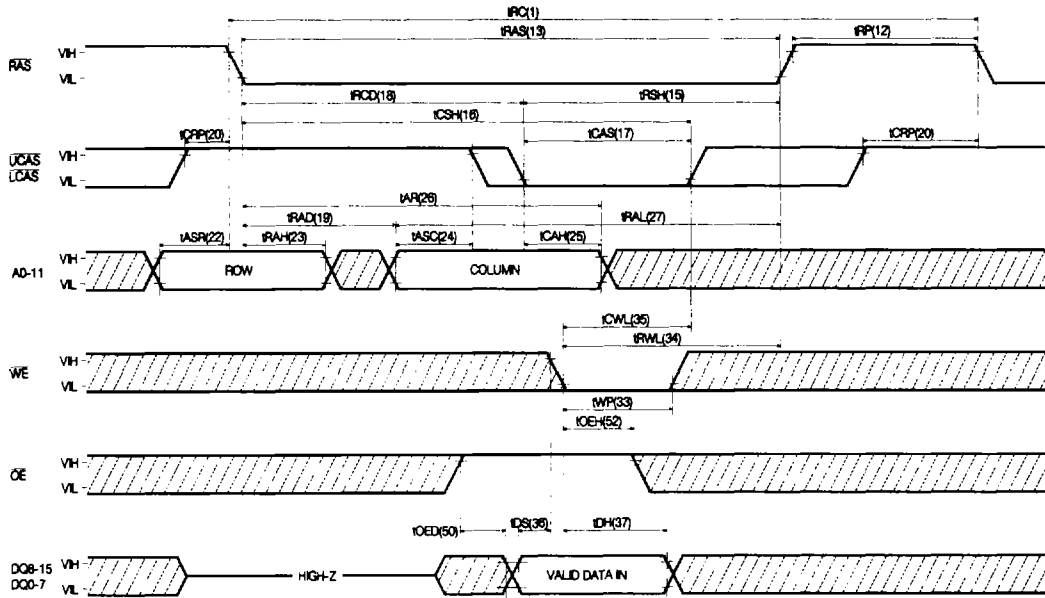 tRC(1)
tRAS(13)
tRP(12)
RAS
VIH
VIL
tRCD(18)
tRSH(15)
tCSH(16)
tCRP(20)
tCAS(17)
tCRP(20)
UCAS
LCAS
VIH
VIL
tAR(26)
tRAD(19)
tRAL(27)
tASR(22)
tRAH(23)
tASC(24)
tCAH(25)
A0-11
VIH
VIL
ROW
COLUMN
tCWL(35)
tRWL(34)
WE
VIH
VIL
tWP(33)
tOEH(52)
OE
VIH
VIL
tOED(50)
tDS(36)
tDH(37)
DQ8-15
DQ0-7
VIH
VIL
HIGH-Z
VALID DATA IN